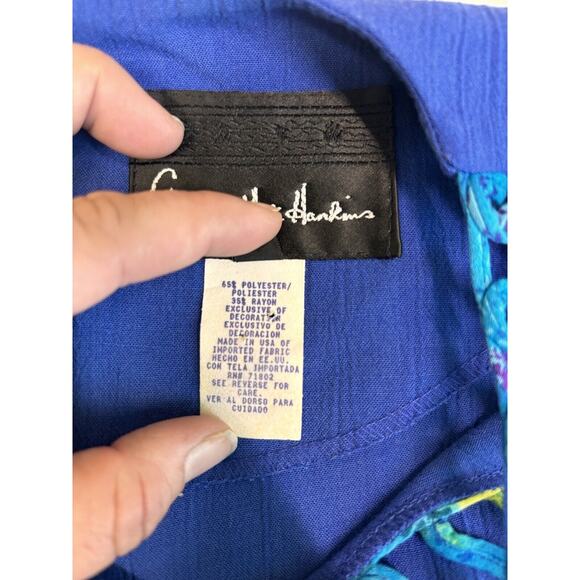 Hankins
65% POLYESTER/
POLIESTER
35% RAYON
EXCLUSIVE OF
DECORATION
EXCLUSIVO DE
DECORACION
MADE IN USA OF
IMPORTED FABRIC
HECHO EN EE.UU.
CON TELA IMPORTADA
RN# 71802
SEE REVERSE FOR
CARE.
VER AL DORSO PARA
CUIDADO